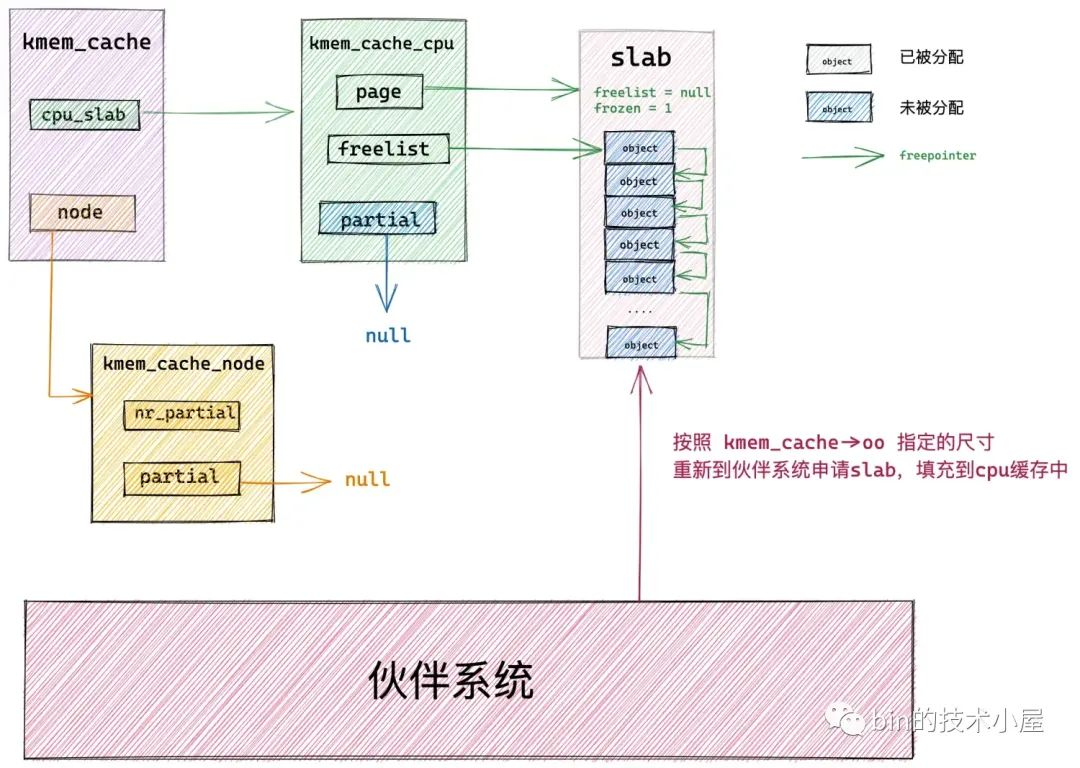 kmem_cache
cpu_slab
node
kmem_cache_cpu
page
freelist
partial
null
slab
freelist = null
frozen = 1
object
object
object
object
object
....
object
object
已被分配
object
未被分配
freepointer
kmem_cache_node
nr_partial
partial
null
按照 kmem_cache->oo 指定的尺寸
重新到伙伴系统申请slab，填充到cpu缓存中
伙伴系统
bin的技术小屋